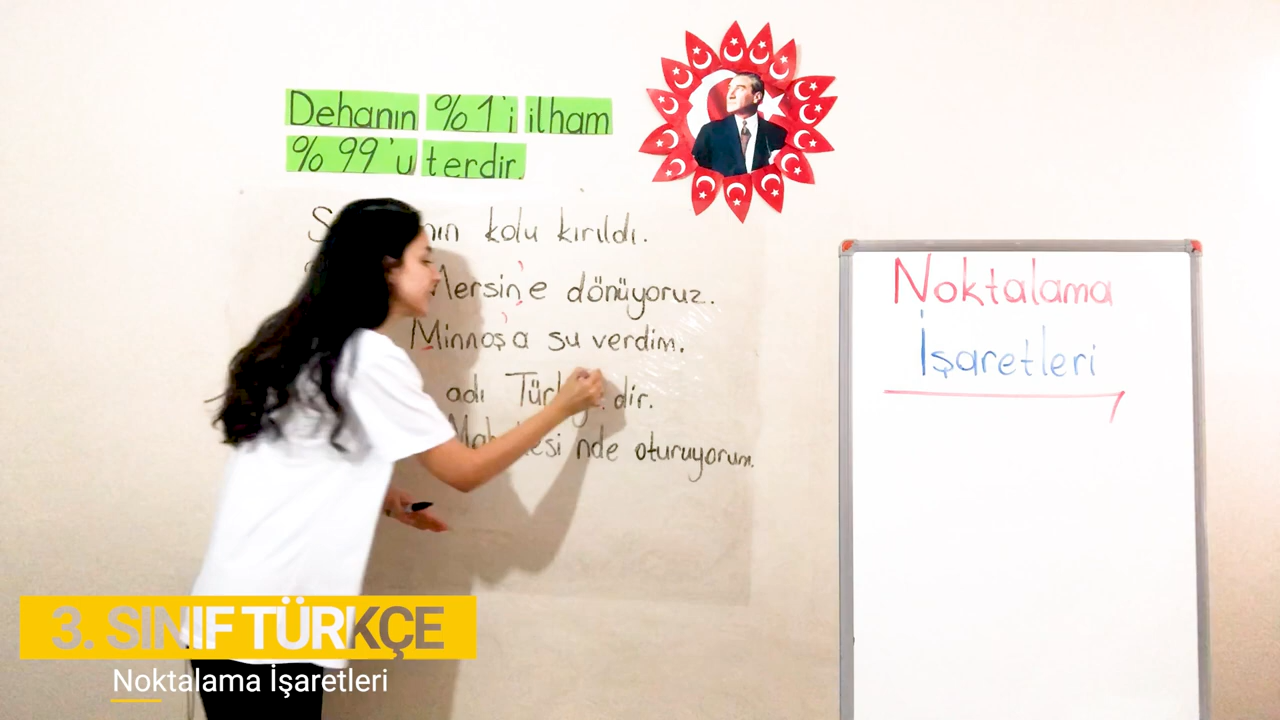 Dehanın %1'i ilham
%99'u terdir.
kolu kırıldı.
Mersin'e dönüyoruz.
Minnoş'a su verdim.
adı dir.
nde oturuyorum.
Noktalama
İşaretleri
3. SINIF TÜRKÇE
Noktalama İşaretleri